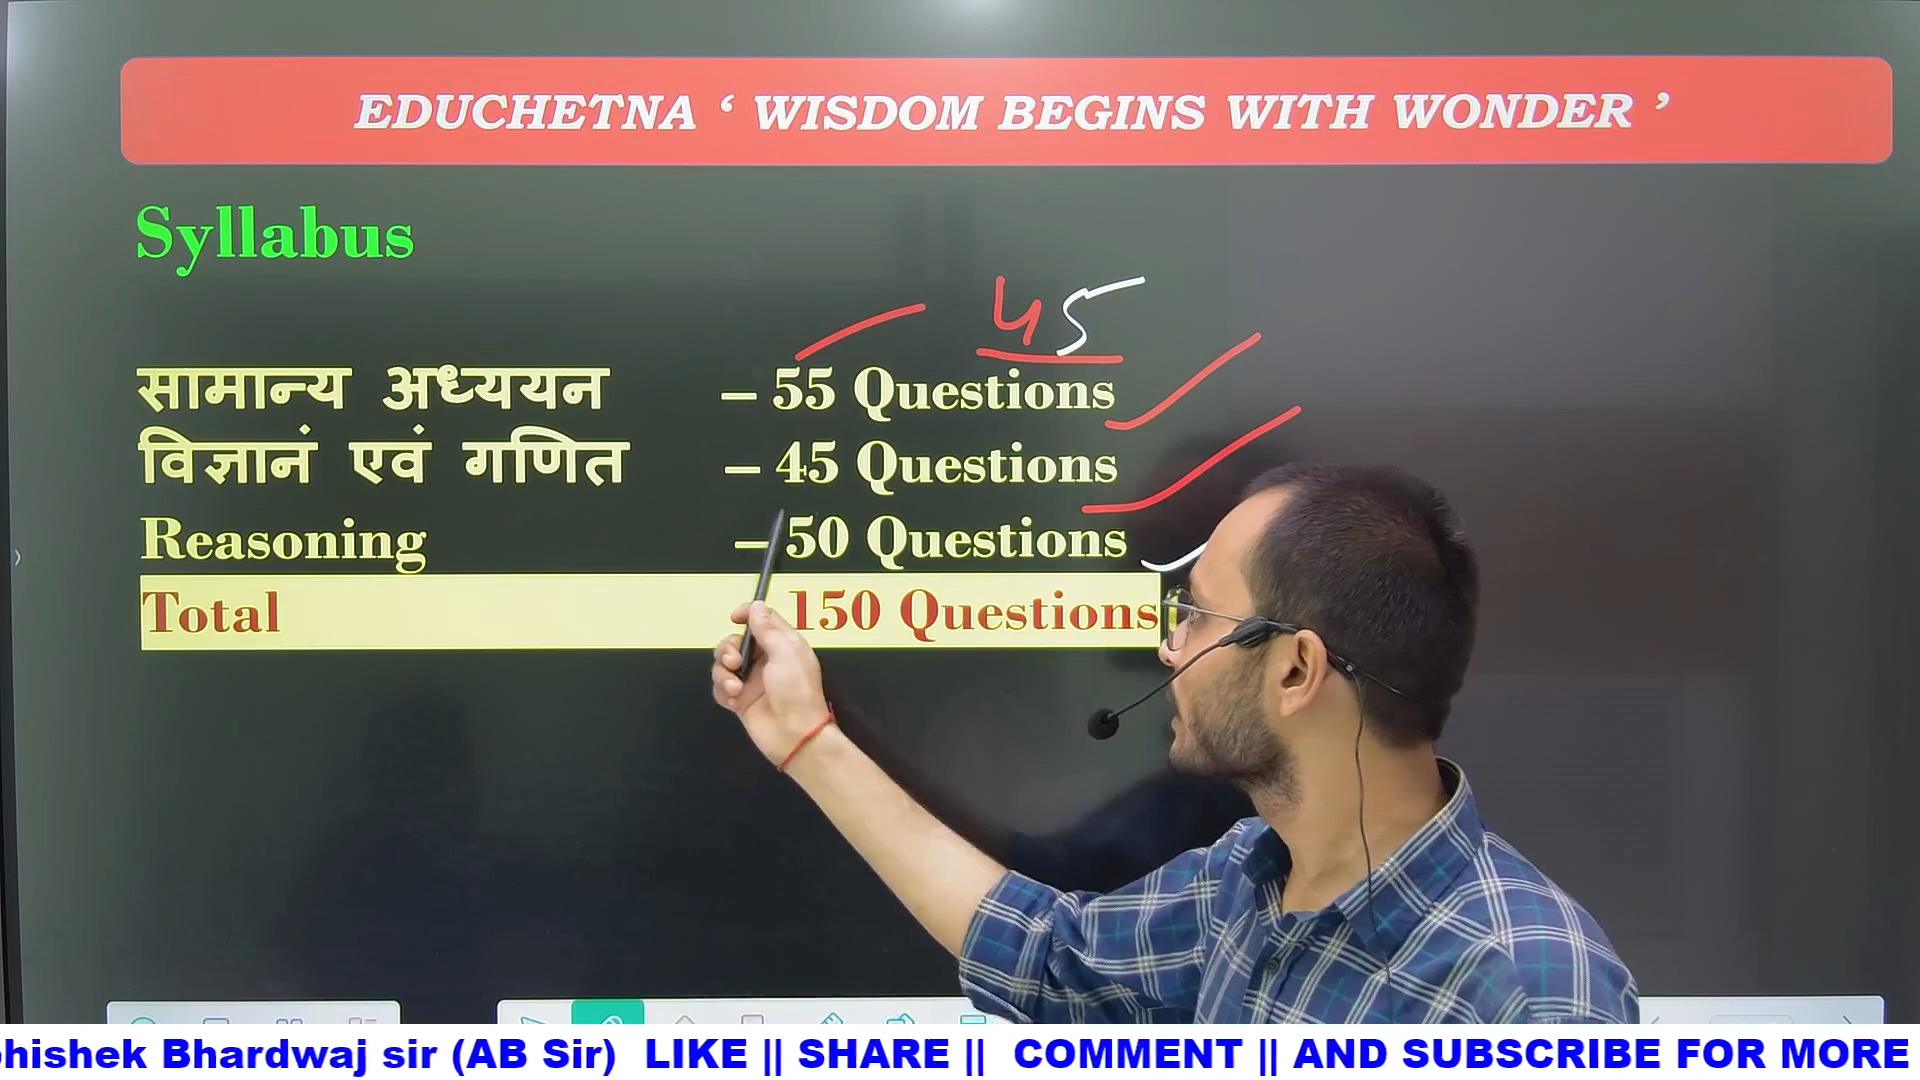 EDUCHETNA ‘ WISDOM BEGINS WITH WONDER ’
Syllabus
45
सामान्य अध्ययन – 55 Questions
विज्ञानं एवं गणित – 45 Questions
Reasoning – 50 Questions
Total 150 Questions
Bhardwaj sir (AB Sir) LIKE || SHARE || COMMENT || AND SUBSCRIBE FOR MORE